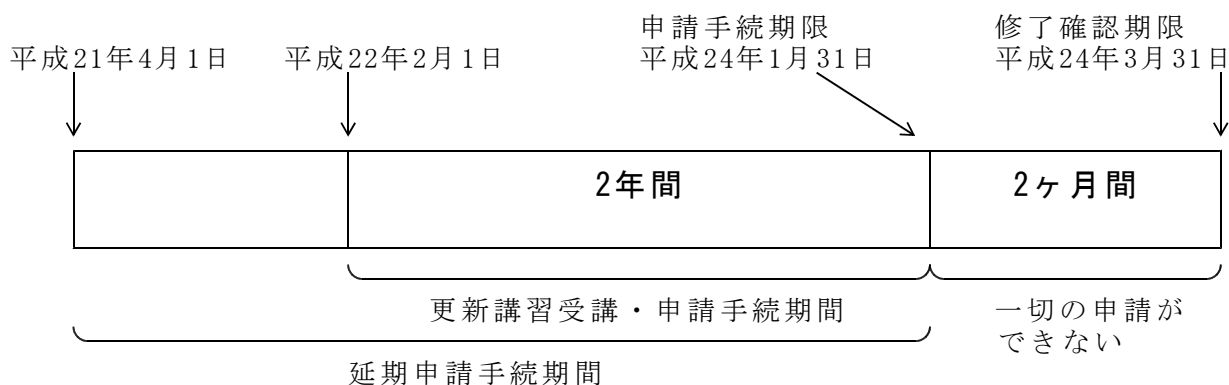 申請手続期限
修了確認期限
平成21年4月1日
平成22年2月1日
平成24年1月31日
平成24年3月31日
2年間
2ヶ月間
更新講習受講・申請手続期間
一切の申請が
できない
延期申請手続期間